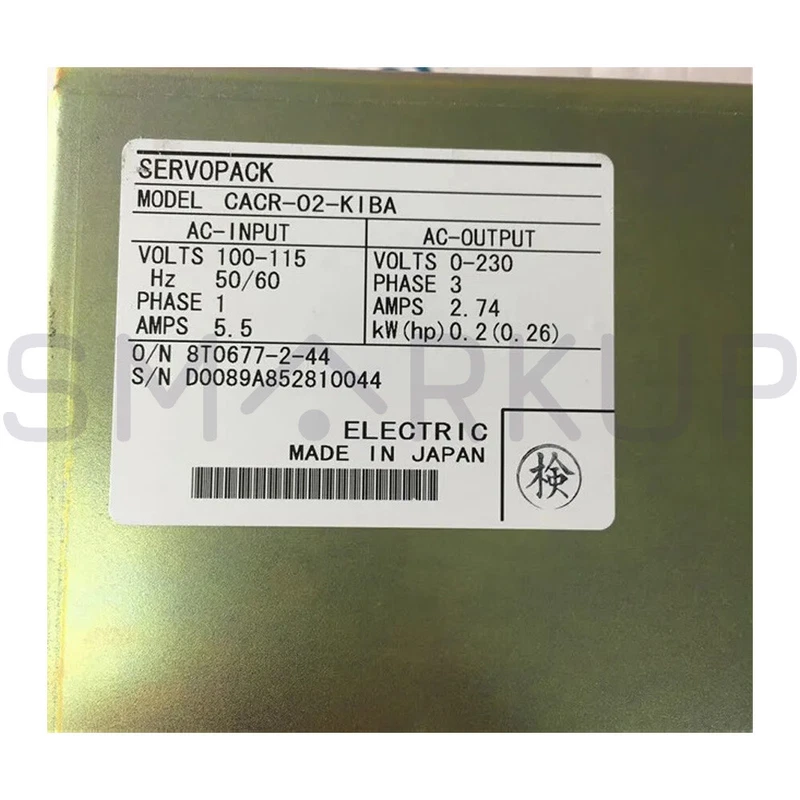 SERVOPACK
MODEL CACR-02-KIBA
AC-INPUT
VOLTS 100-115
Hz 50/60
PHASE 1
AMPS 5.5
AC-OUTPUT
VOLTS 0-230
PHASE 3
AMPS 2.74
kW(hp) 0.2(0.26)
O/N 8T0677-2-44
S/N D0089A852810044
ELECTRIC
MADE IN JAPAN
検
SMARKUP